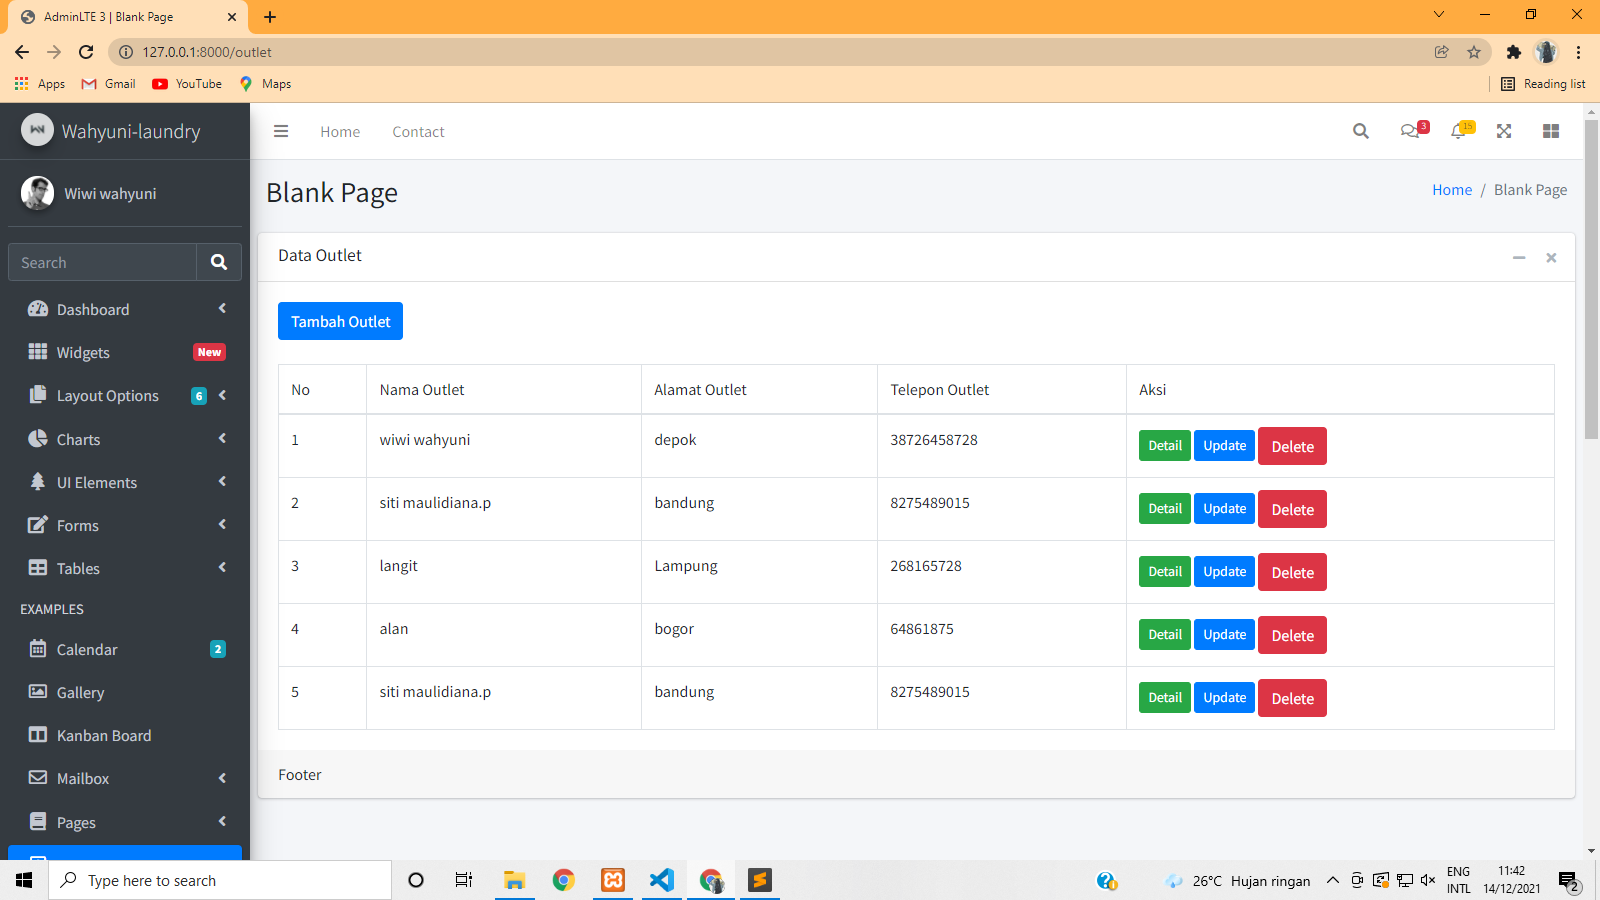 AdminLTE 3 | Blank Page
127.0.0.1:8000/outlet
Apps Gmail YouTube Maps Reading list
Wahyuni-laundry
Home Contact
3
15
Wiwi wahyuni
Blank Page
Home / Blank Page
Search
Data Outlet
Dashboard
Widgets New
Layout Options 6
Charts
UI Elements
Forms
Tables
EXAMPLES
Calendar 2
Gallery
Kanban Board
Mailbox
Pages
Tambah Outlet
No Nama Outlet Alamat Outlet Telepon Outlet Aksi
1 wiwi wahyuni depok 38726458728 Detail Update Delete
2 siti maulidiana.p bandung 8275489015 Detail Update Delete
3 langit Lampung 268165728 Detail Update Delete
4 alan bogor 64861875 Detail Update Delete
5 siti maulidiana.p bandung 8275489015 Detail Update Delete
Footer
Type here to search
26°C Hujan ringan
ENG
INTL
11:42
14/12/2021
2